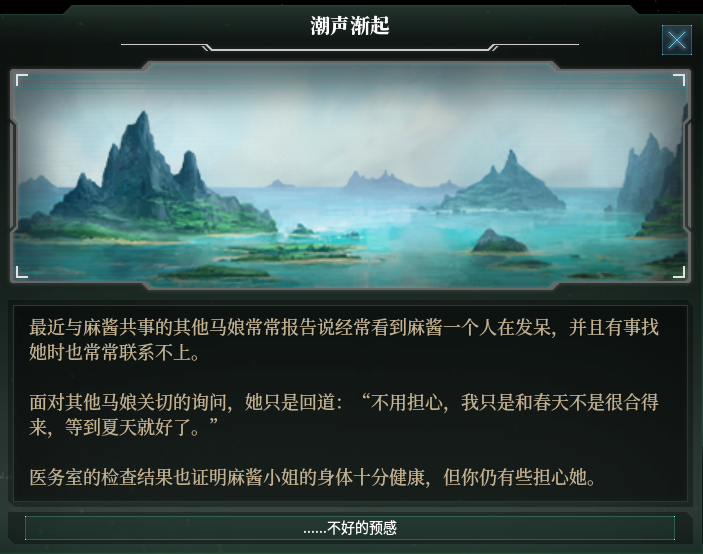 潮声渐起
最近与麻酱共事的其他马娘常常报告说经常看到麻酱一个人在发呆，并且有事找
她时也常常联系不上。
面对其他马娘关切的询问，她只是回道：“不用担心，我只是和春天不是很合得
来，等到夏天就好了。”
医务室的检查结果也证明麻酱小姐的身体十分健康，但你仍有些担心她。
......不好的预感